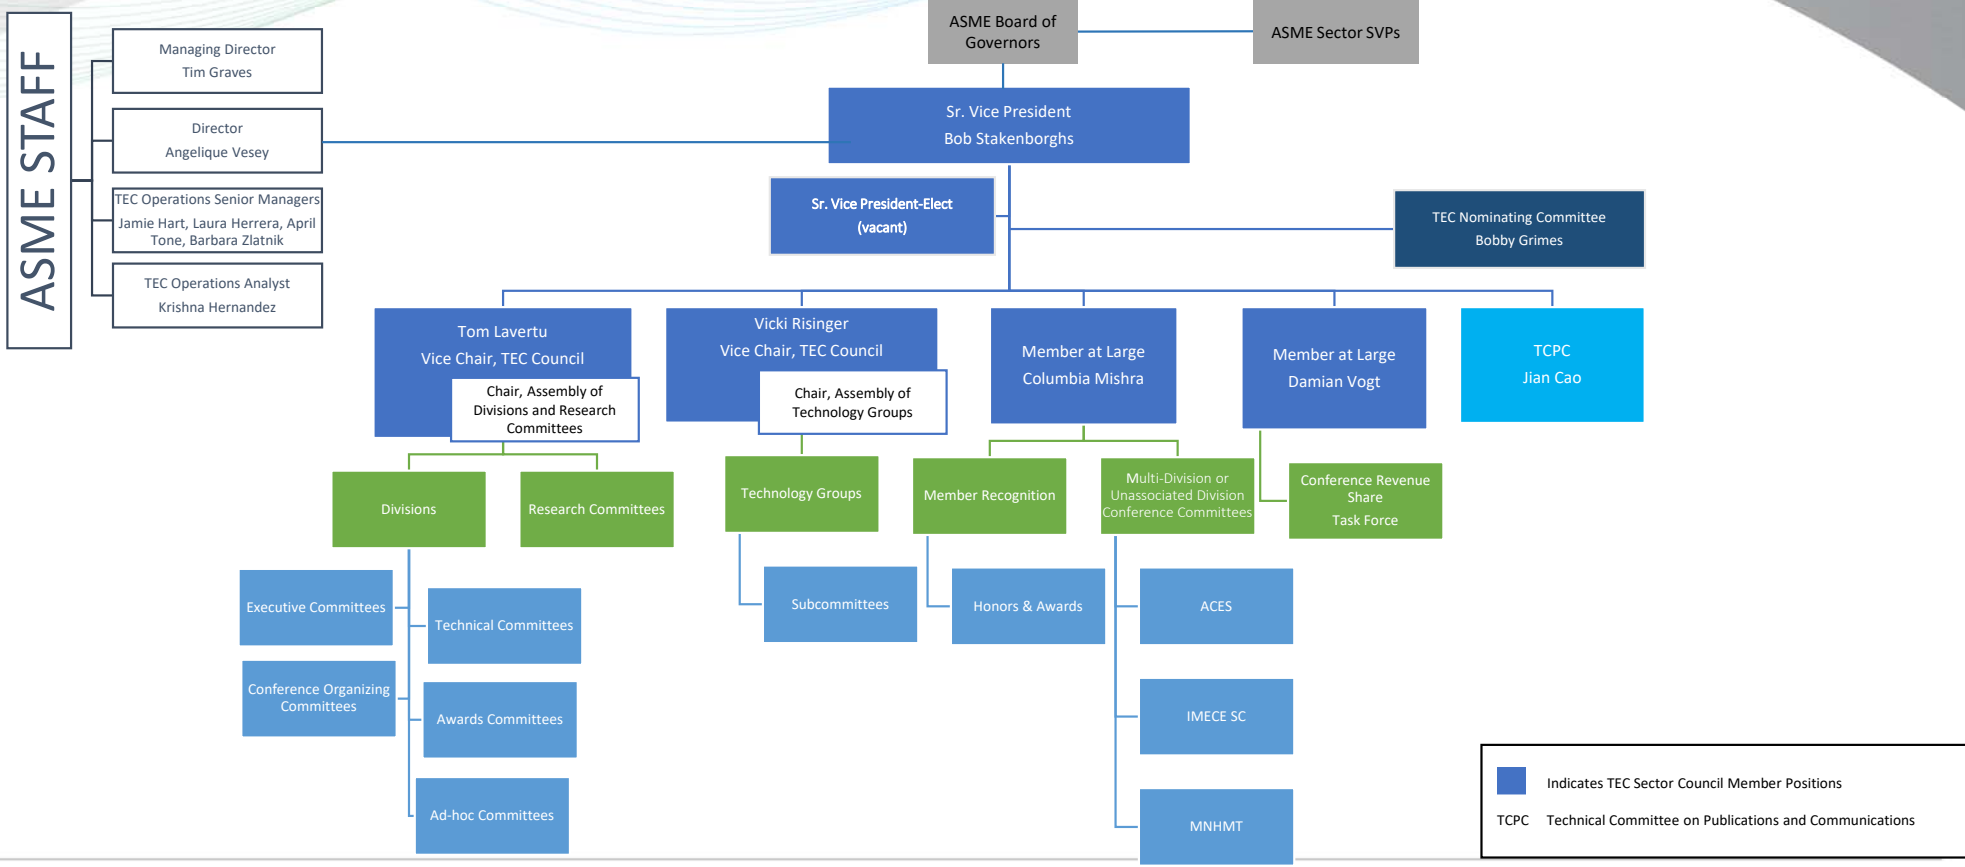 ASME STAFF
Managing Director
Tim Graves
Director
Angelique Vesey
TEC Operations Senior Managers
Jamie Hart, Laura Herrera, April
Tone, Barbara Zlatnik
TEC Operations Analyst
Krishna Hernandez
ASME Board of
Governors
ASME Sector SVPs
Sr. Vice President
Bob Stakenborghs
Sr. Vice President-Elect
(vacant)
TEC Nominating Committee
Bobby Grimes
Tom Lavertu
Vice Chair, TEC Council
Chair, Assembly of
Divisions and Research
Committees
Vicki Risinger
Vice Chair, TEC Council
Chair, Assembly of
Technology Groups
Member at Large
Columbia Mishra
Member at Large
Damian Vogt
TCPC
Jian Cao
Divisions
Research Committees
Technology Groups
Member Recognition
Multi-Division or
Unassociated Division
Conference Committees
Conference Revenue
Share
Task Force
Executive Committees
Technical Committees
Conference Organizing
Committees
Awards Committees
Ad-hoc Committees
Subcommittees
Honors & Awards
ACES
IMECE SC
MNHMT
Indicates TEC Sector Council Member Positions
TCPC Technical Committee on Publications and Communications